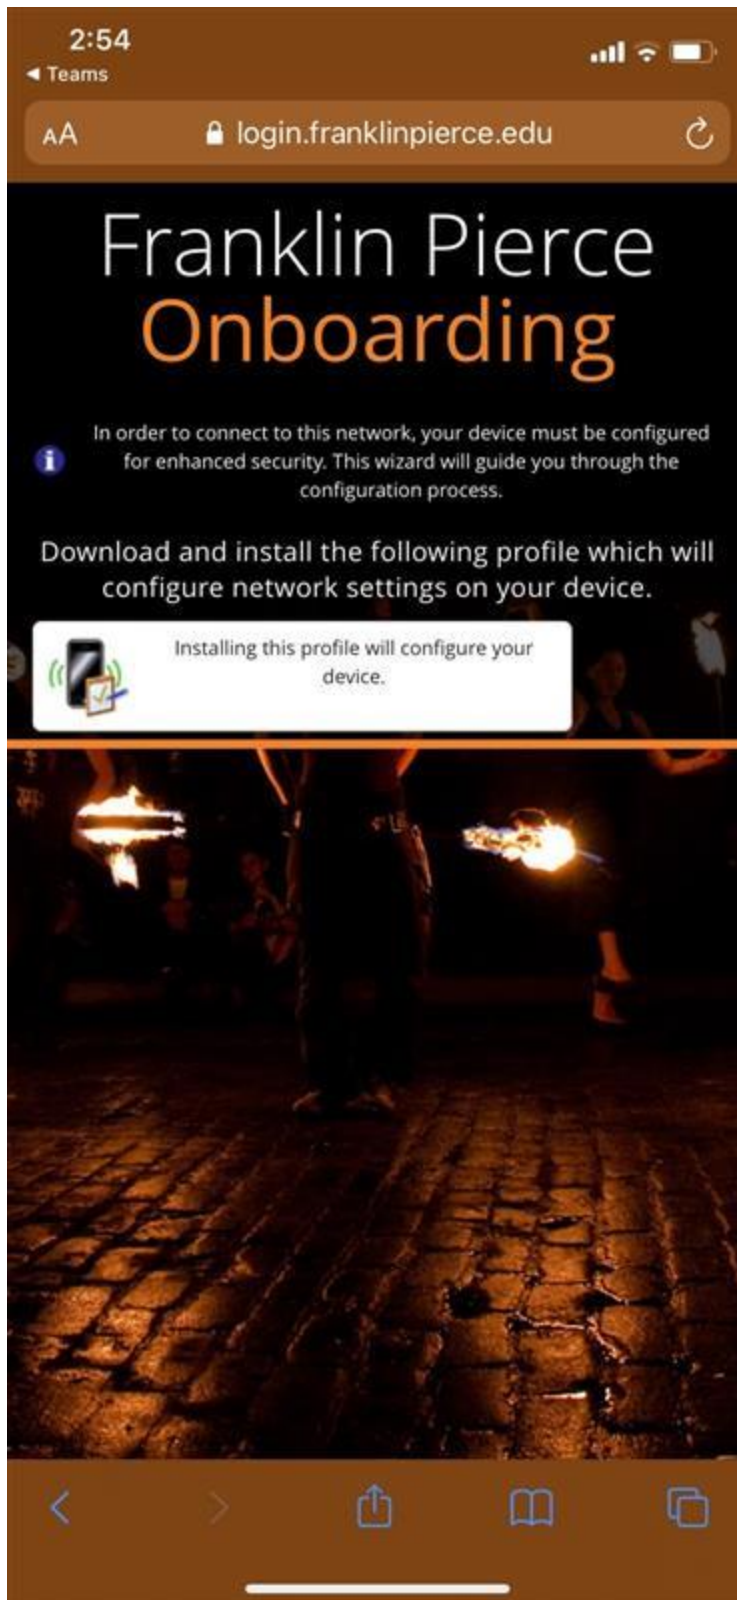 2:54
◀ Teams
AA login.franklinpierce.edu
Franklin Pierce
Onboarding
In order to connect to this network, your device must be configured
for enhanced security. This wizard will guide you through the
configuration process.
Download and install the following profile which will
configure network settings on your device.
Installing this profile will configure your
device.